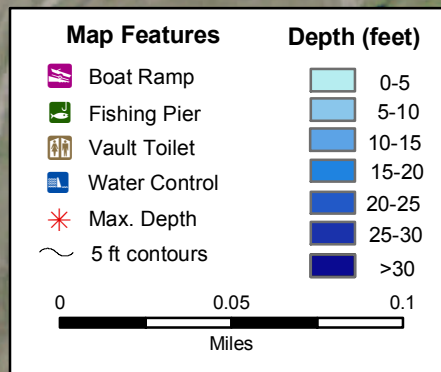 Map Features
Boat Ramp
Fishing Pier
Vault Toilet
Water Control
Max. Depth
5 ft contours
Depth (feet)
0-5
5-10
10-15
15-20
20-25
25-30
>30
0 0.05 0.1
Miles